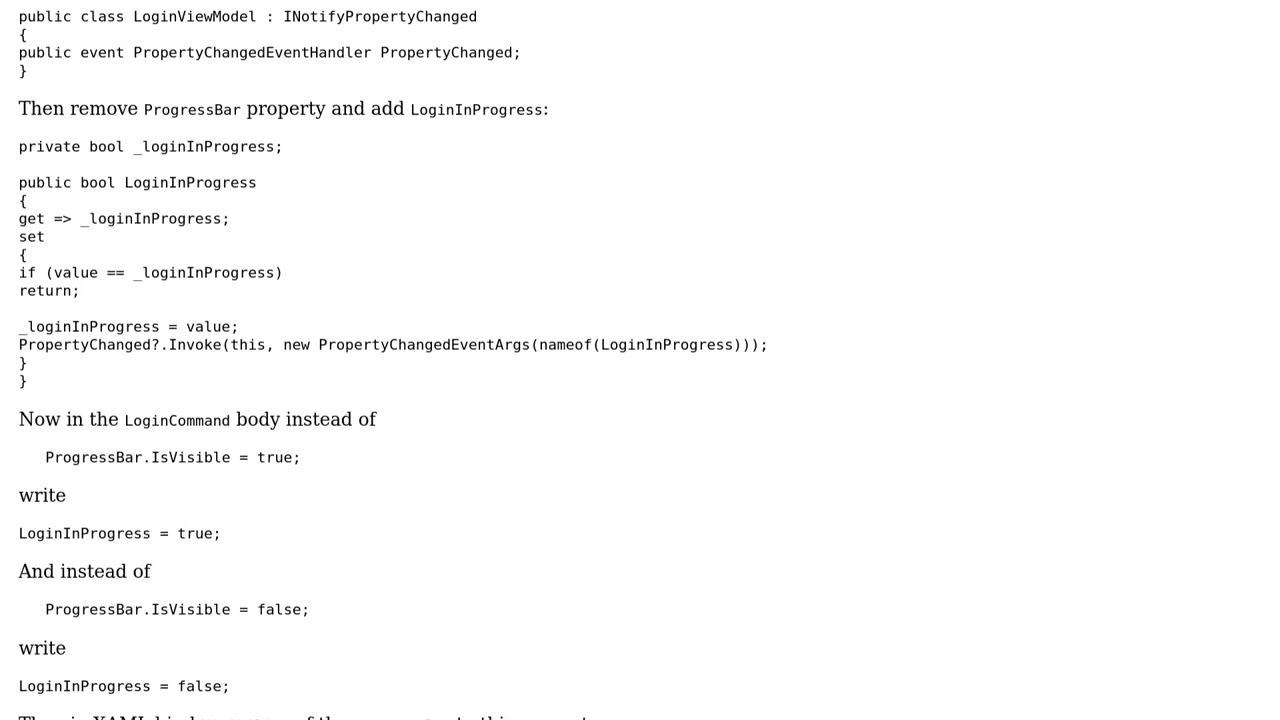 public class LoginViewModel : INotifyPropertyChanged
{
public event PropertyChangedEventHandler PropertyChanged;
}
Then remove ProgressBar property and add LoginInProgress:
private bool _loginInProgress;
public bool LoginInProgress
{
get => _loginInProgress;
set
{
if (value == _loginInProgress)
return;
_loginInProgress = value;
PropertyChanged?.Invoke(this, new PropertyChangedEventArgs(nameof(LoginInProgress)));
}
}
Now in the LoginCommand body instead of
ProgressBar.IsVisible = true;
write
LoginInProgress = true;
And instead of
ProgressBar.IsVisible = false;
write
LoginInProgress = false;